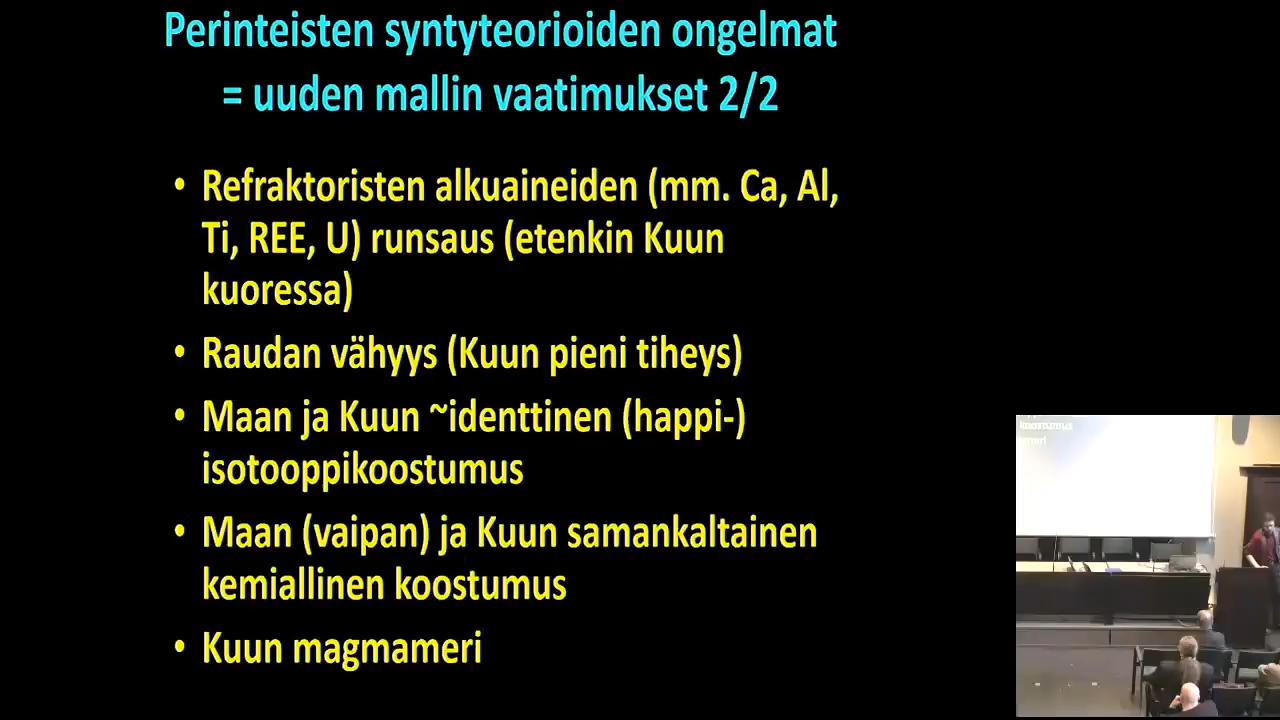 Perinteisten syntyteorioiden ongelmat
= uuden mallin vaatimukset 2/2
• Refraktoristen alkuaineiden (mm. Ca, Al,
Ti, REE, U) runsaus (etenkin Kuun
kuoressa)
• Raudan vähyys (Kuun pieni tiheys)
• Maan ja Kuun ~identtinen (happi-)
isotooppikoostumus
• Maan (vaipan) ja Kuun samankaltainen
kemiallinen koostumus
• Kuun magmameri
koostumus